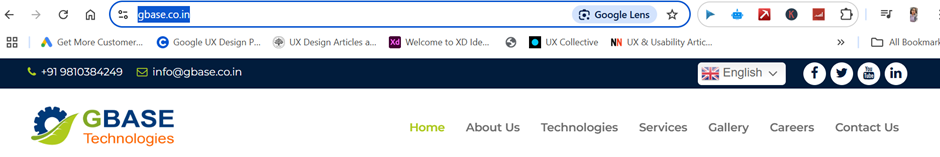 gbase.co.in Google Lens
Get More Customer... Google UX Design P... UX Design Articles a... Xd Welcome to XD Ide... UX Collective NN UX & Usability Artic... » All Bookmark
+91 9810384249 info@gbase.co.in English
GBASE
Technologies
Home About Us Technologies Services Gallery Careers Contact Us